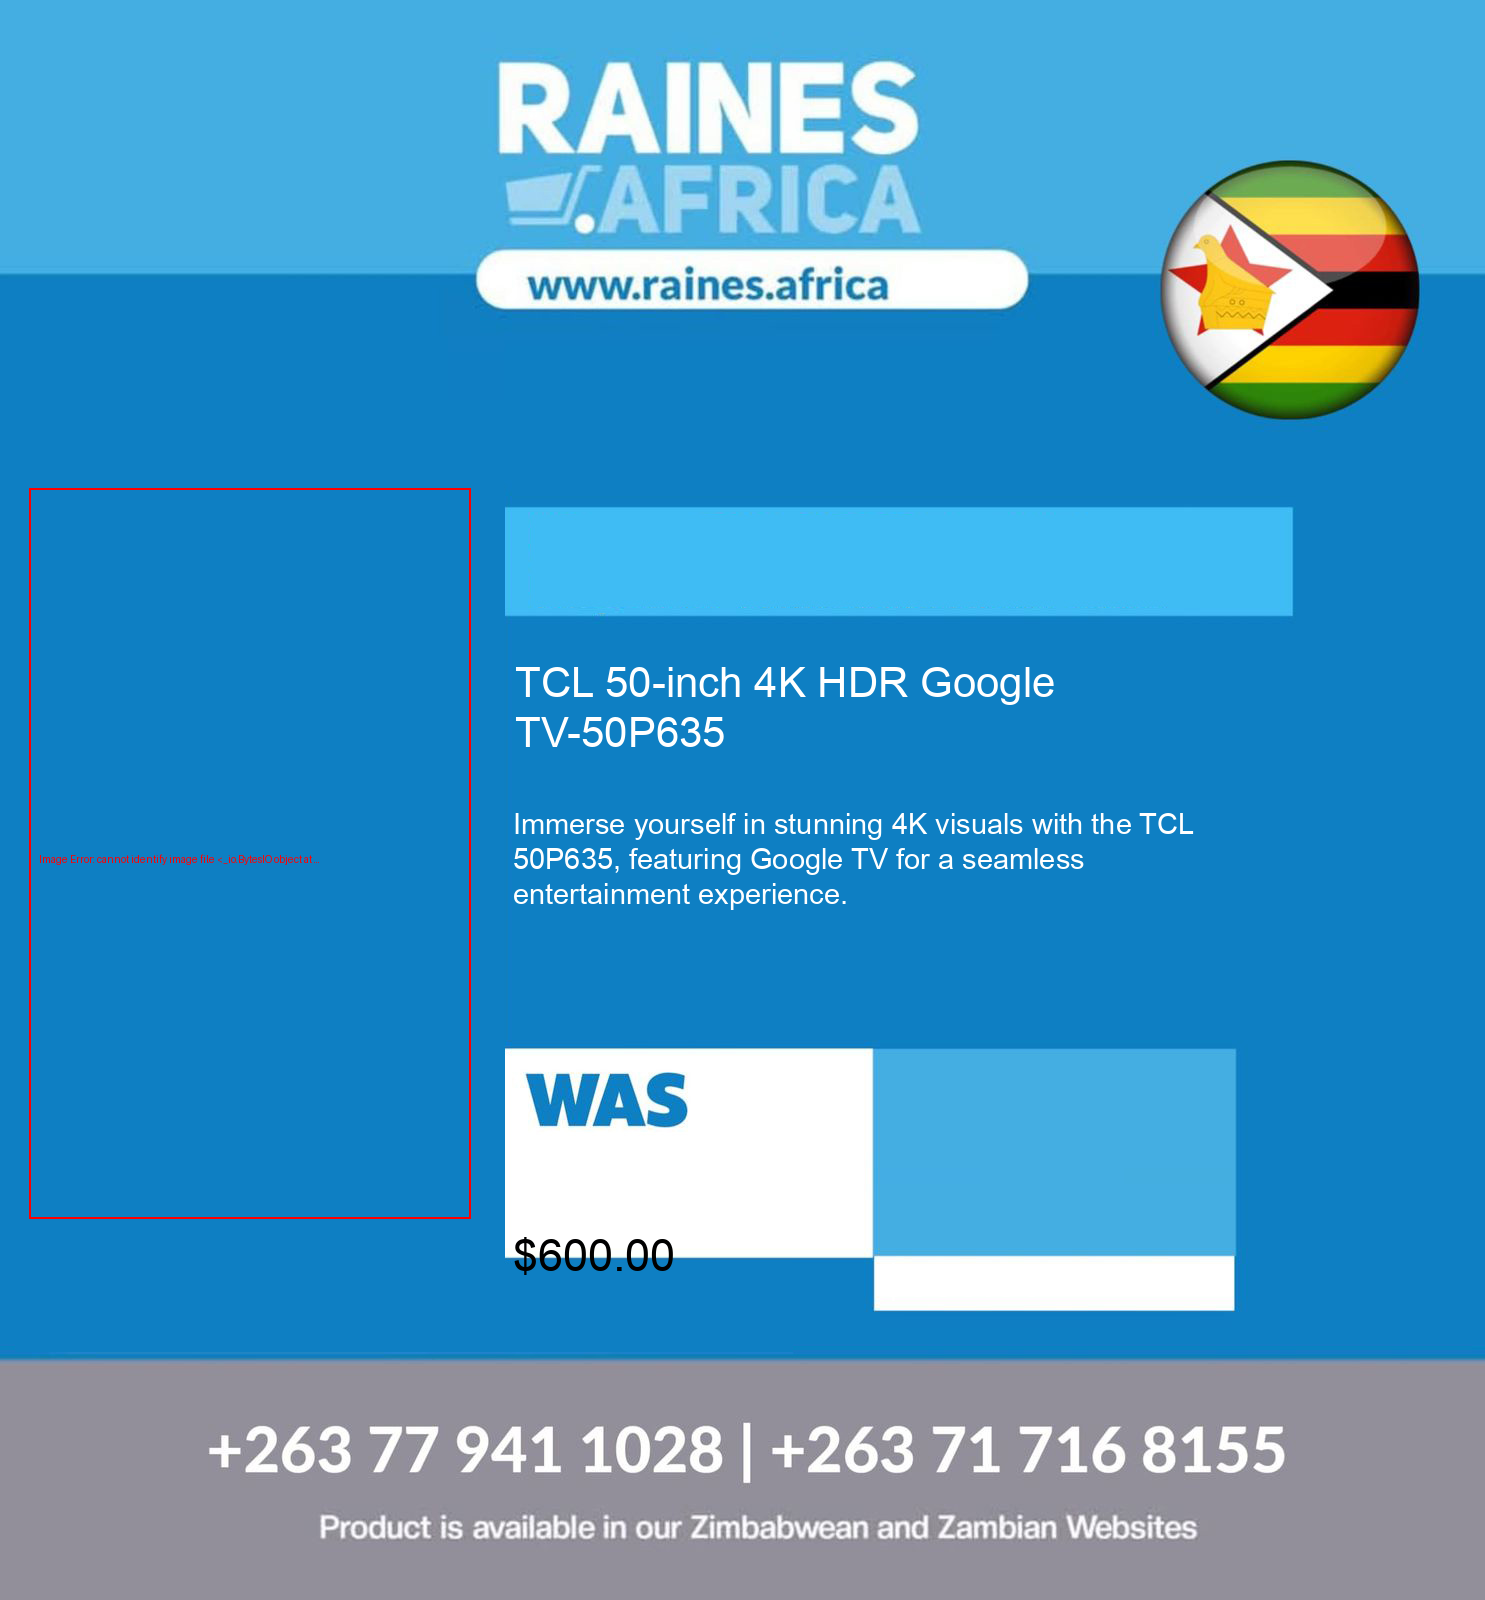 RAINES
.AFRICA
www.raines.africa
TCL 50-inch 4K HDR Google
TV-50P635
Immerse yourself in stunning 4K visuals with the TCL
50P635, featuring Google TV for a seamless
entertainment experience.
Image Error: cannot identify image file <_io.BytesIO object at...
WAS
$600.00
+263 77 941 1028 | +263 71 716 8155
Product is available in our Zimbabwean and Zambian Websites